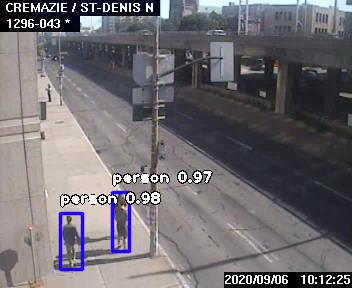 CREMAZIE / ST-DENIS N
1296-043 *
person 0.97
person 0.98
2020/09/06 10:12:25